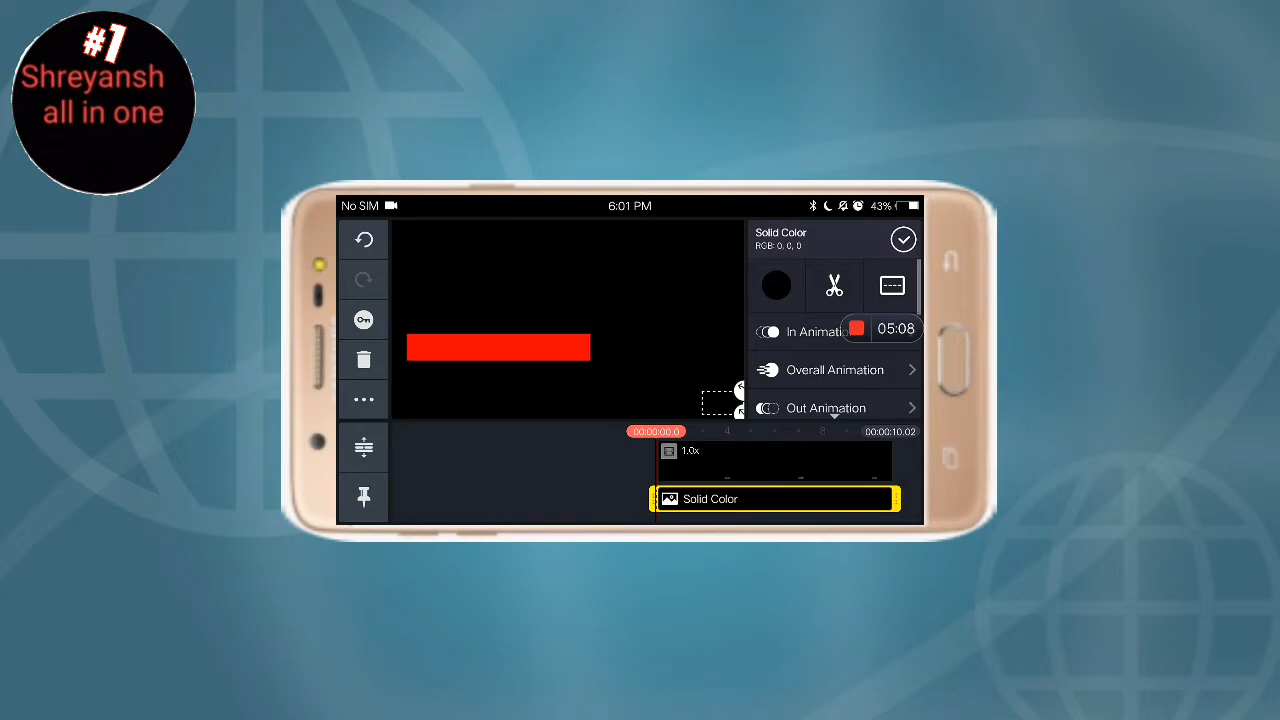 #1
Shreyansh
all in one
No SIM
6:01 PM
43%
Solid Color
RGB: 0, 0, 0
In Animatio
05:08
Overall Animation
Out Animation
00:00:00.0
4
8
00:00:10.02
1.0x
Solid Color